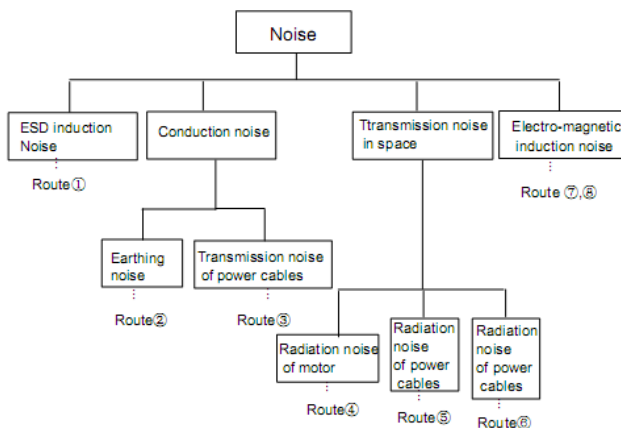 Noise
ESD induction
Noise
Route①
Conduction noise
Ttransmission noise
in space
Electro-magnetic
induction noise
Route ⑦,⑧
Earthing
noise
Route②
Transmission noise
of power cables
Route③
Radiation noise
of motor
Route④
Radiation
noise
of power
cables
Route⑤
Radiation
noise
of power
cables
Route⑥